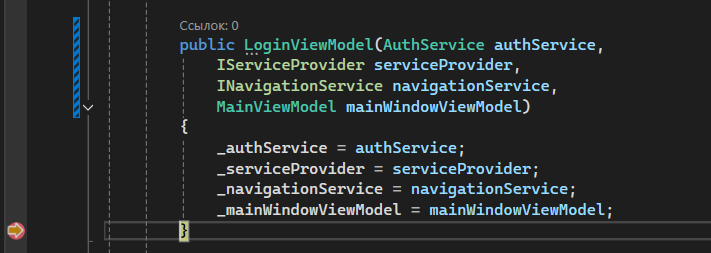 Ссылок: 0
public LoginViewModel(AuthService authService,
IServiceProvider serviceProvider,
INavigationService navigationService,
MainViewModel mainWindowViewModel)
{
_authService = authService;
_serviceProvider = serviceProvider;
_navigationService = navigationService;
_mainWindowViewModel = mainWindowViewModel;
}